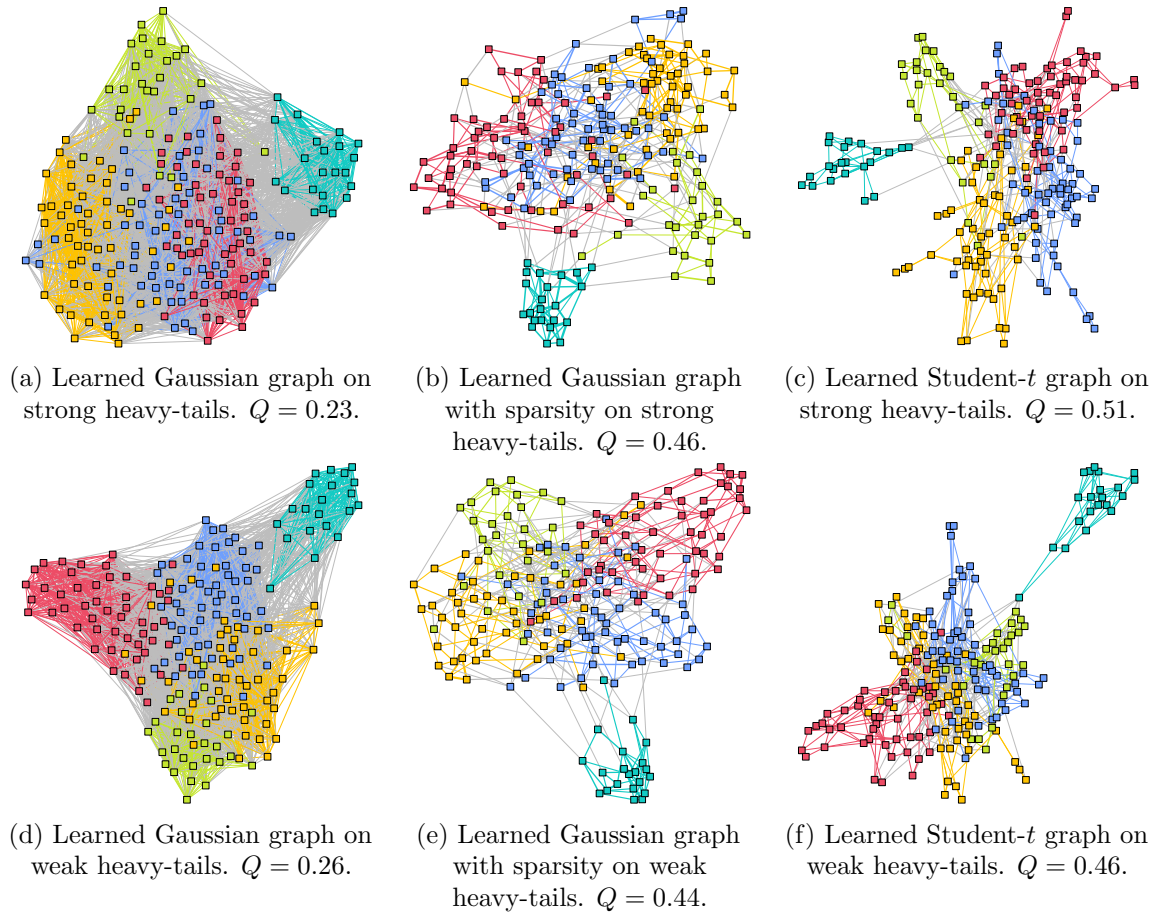 (a) Learned Gaussian graph on
strong heavy-tails. Q = 0.23.
(b) Learned Gaussian graph
with sparsity on strong
heavy-tails. Q = 0.46.
(c) Learned Student-t graph on
strong heavy-tails. Q = 0.51.
(d) Learned Gaussian graph on
weak heavy-tails. Q = 0.26.
(e) Learned Gaussian graph
with sparsity on weak
heavy-tails. Q = 0.44.
(f) Learned Student-t graph on
weak heavy-tails. Q = 0.46.